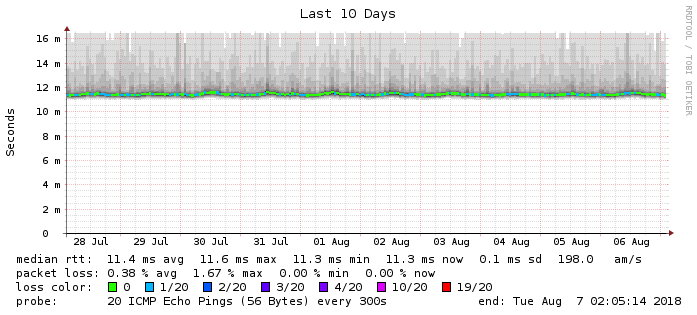 Last 10 Days
RRDTOOL / TOBI OETIKER
Seconds
16 m
14 m
12 m
10 m
8 m
6 m
4 m
2 m
0
28 Jul 29 Jul 30 Jul 31 Jul 01 Aug 02 Aug 03 Aug 04 Aug 05 Aug 06 Aug
median rtt: 11.4 ms avg 11.6 ms max 11.3 ms min 11.3 ms now 0.1 ms sd 198.0 am/s
packet loss: 0.38 % avg 1.67 % max 0.00 % min 0.00 % now
loss color: 0 1/20 2/20 3/20 4/20 10/20 19/20
probe: 20 ICMP Echo Pings (56 Bytes) every 300s end: Tue Aug 7 02:05:14 2018